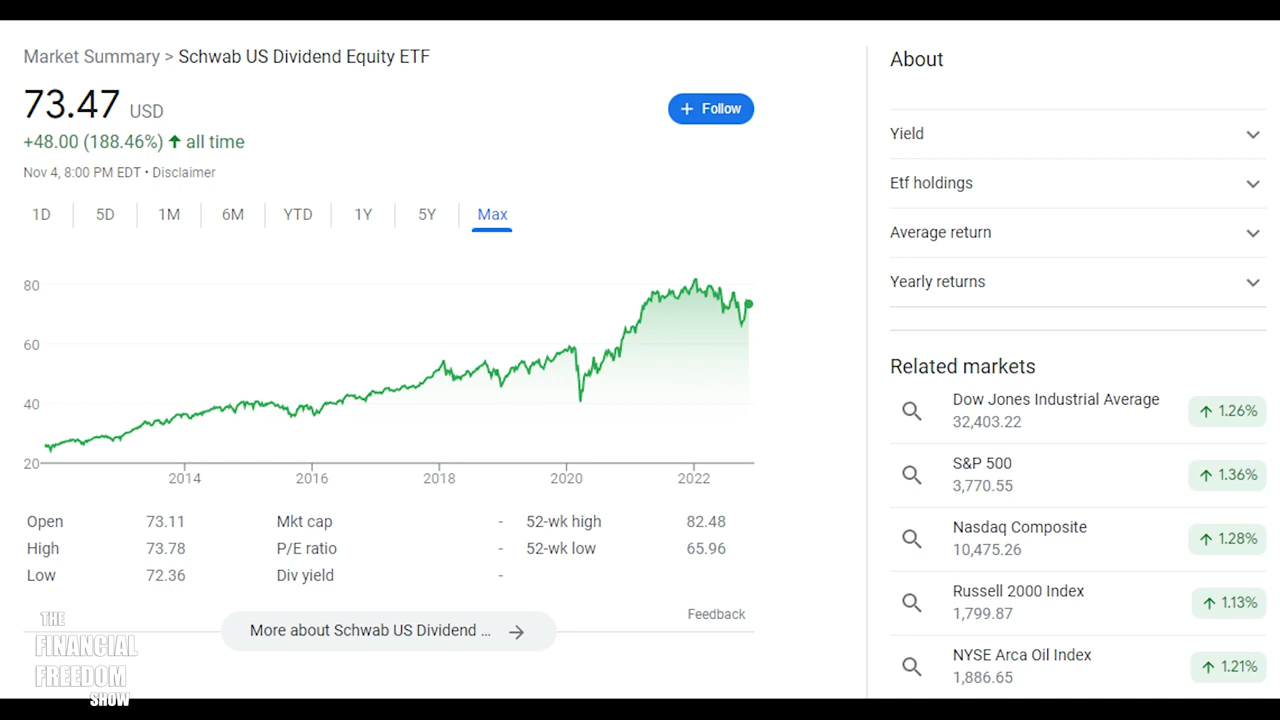 Market Summary > Schwab US Dividend Equity ETF
73.47 USD
+ Follow
+48.00 (188.46%) ↑ all time
Nov 4, 8:00 PM EDT • Disclaimer
1D 5D 1M 6M YTD 1Y 5Y Max
80
60
40
20
2014 2016 2018 2020 2022
Open 73.11 Mkt cap - 52-wk high 82.48
High 73.78 P/E ratio - 52-wk low 65.96
Low 72.36 Div yield -
Feedback
More about Schwab US Dividend ... →
THE
FINANCIAL
FREEDOM
SHOW
About
Yield
Etf holdings
Average return
Yearly returns
Related markets
Dow Jones Industrial Average
32,403.22 ↑ 1.26%
S&P 500
3,770.55 ↑ 1.36%
Nasdaq Composite
10,475.26 ↑ 1.28%
Russell 2000 Index
1,799.87 ↑ 1.13%
NYSE Arca Oil Index
1,886.65 ↑ 1.21%